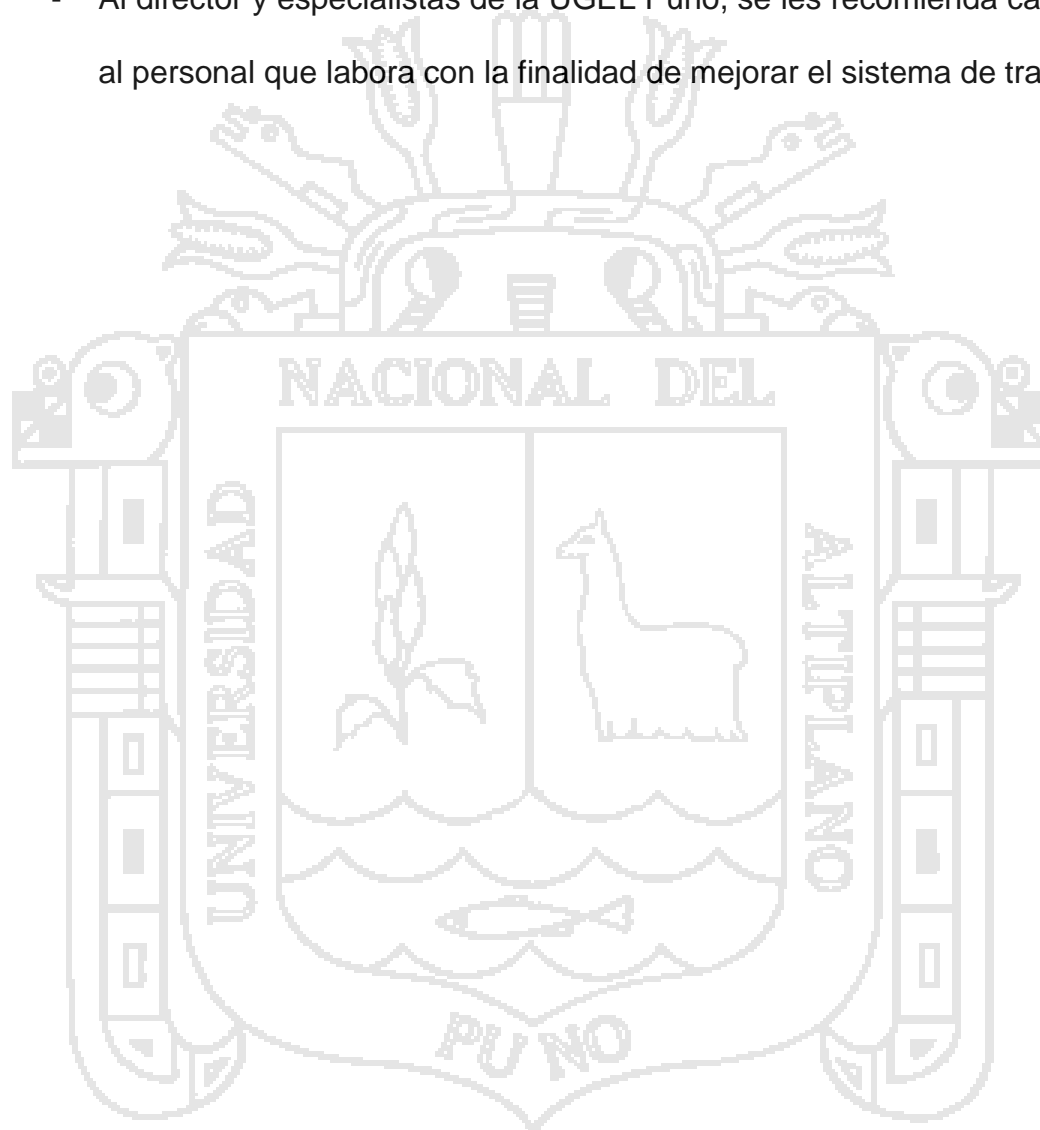 - Al director y especialistas de la UGEL Puno, se les recomienda ca
al personal que labora con la finalidad de mejorar el sistema de tra
NACIONAL DEL
UNIVERSIDAD
ALTIPLANO
PUNO